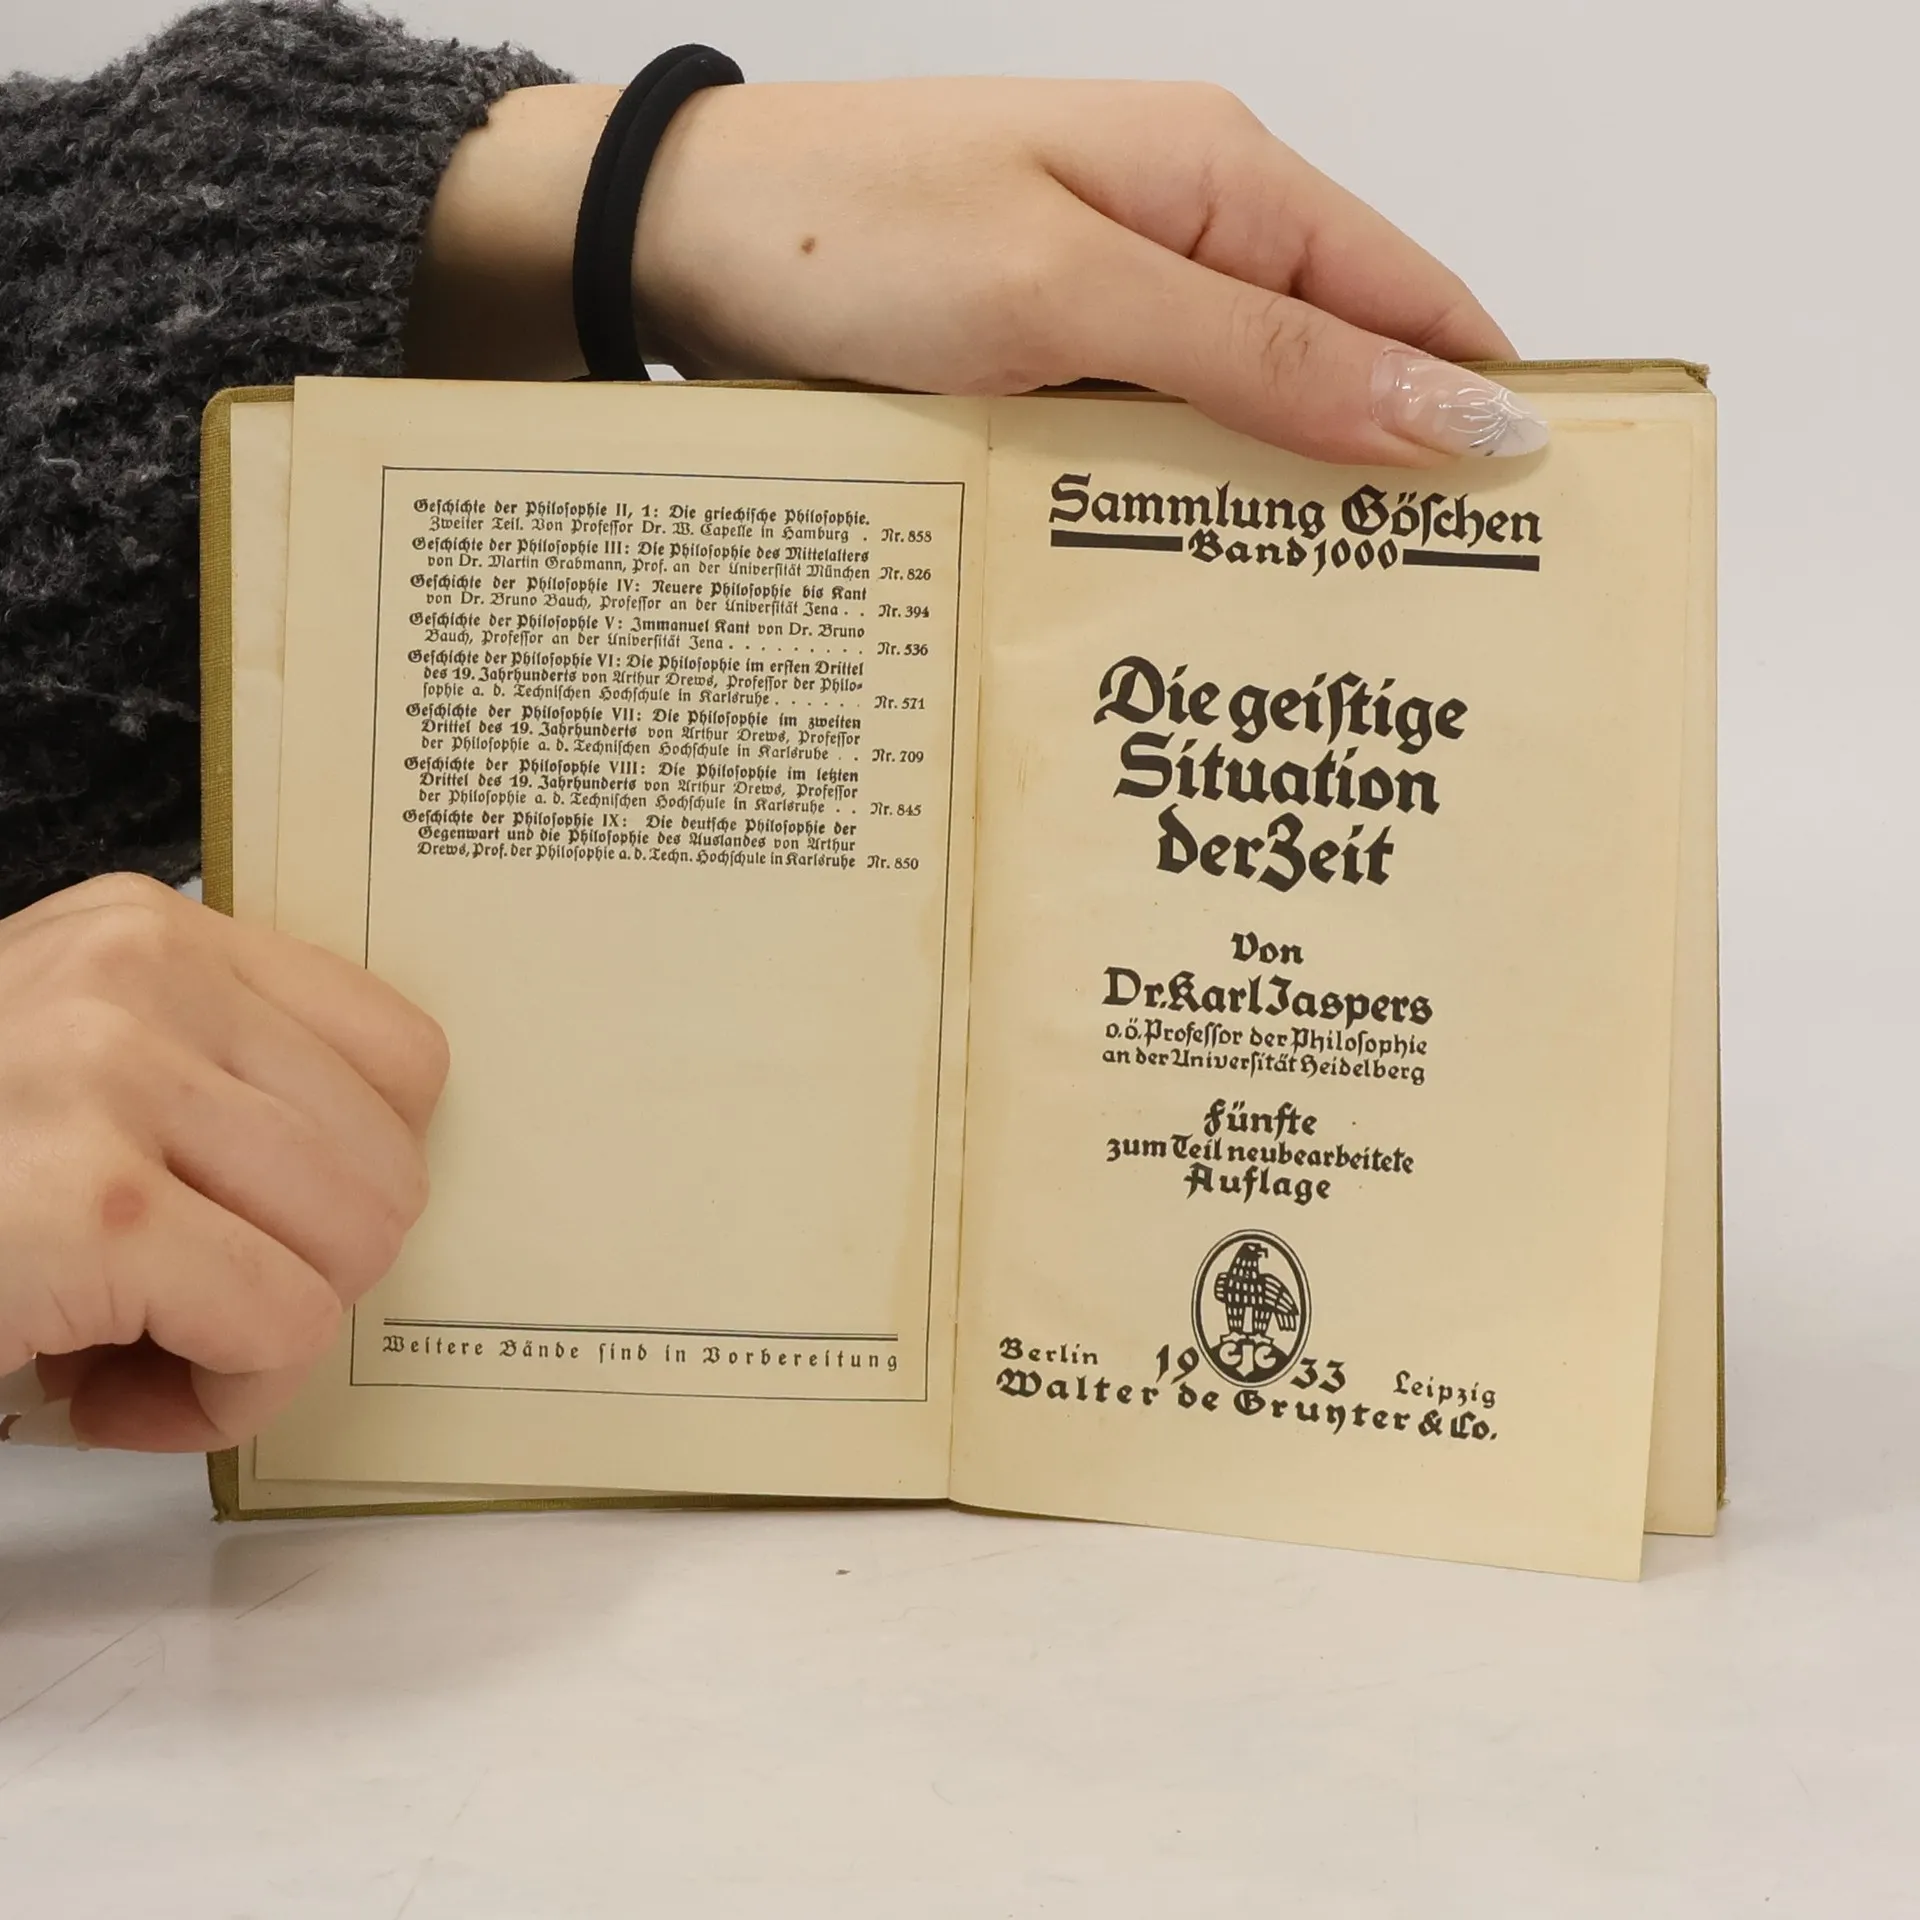 Geſchichte der Philoſophie II, 1: Die griechiſche Philoſophie.
Zweiter Teil. Von Profeſſor Dr. W. Capelle in Hamburg . Nr. 858
Geſchichte der Philoſophie III: Die Philoſophie des Mittelalters
von Dr. Martin Grabmann, Prof. an der Univerſität München Nr. 826
Geſchichte der Philoſophie IV: Neuere Philoſophie bis Kant
von Dr. Bruno Bauch, Profeſſor an der Univerſität Jena . . Nr. 394
Geſchichte der Philoſophie V: Immanuel Kant von Dr. Bruno
Bauch, Profeſſor an der Univerſität Jena . . . . . . . . . Nr. 536
Geſchichte der Philoſophie VI: Die Philoſophie im erſten Drittel
des 19. Jahrhunderts von Arthur Drews, Profeſſor der Philo-
ſophie a. d. Techniſchen Hochſchule in Karlsruhe . . . . . . Nr. 571
Geſchichte der Philoſophie VII: Die Philoſophie im zweiten
Drittel des 19. Jahrhunderts von Arthur Drews, Profeſſor
der Philoſophie a. d. Techniſchen Hochſchule in Karlsruhe . . Nr. 709
Geſchichte der Philoſophie VIII: Die Philoſophie im letzten
Drittel des 19. Jahrhunderts von Arthur Drews, Profeſſor
der Philoſophie a. d. Techniſchen Hochſchule in Karlsruhe . . Nr. 845
Geſchichte der Philoſophie IX: Die deutſche Philoſophie der
Gegenwart und die Philoſophie des Auslandes von Arthur
Drews, Prof. der Philoſophie a. d. Techn. Hochſchule in Karlsruhe Nr. 850
Weitere Bände ſind in Vorbereitung
Sammlung Göſchen
Band 1000
Die geiſtige
Situation
der Zeit
Von
Dr. Karl Jaspers
o. ö. Profeſſor der Philoſophie
an der Univerſität Heidelberg
Fünfte
zum Teil neubearbeitete
Auflage
Berlin 1933 Leipzig
Walter de Gruyter & Co.